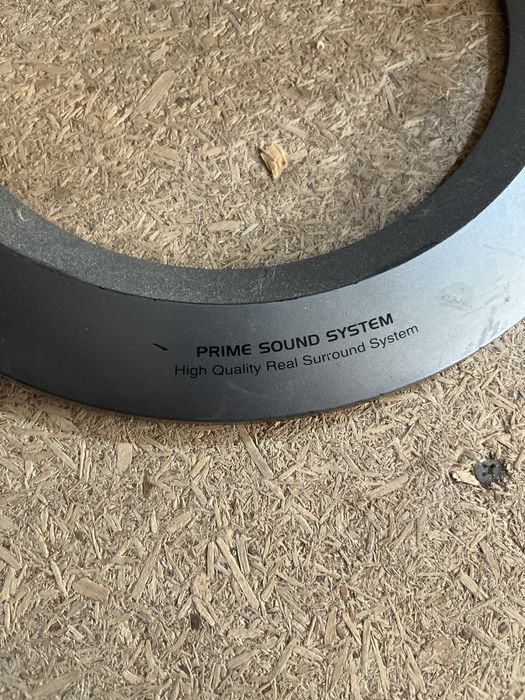 PRIME SOUND SYSTEM
High Quality Real Surround System